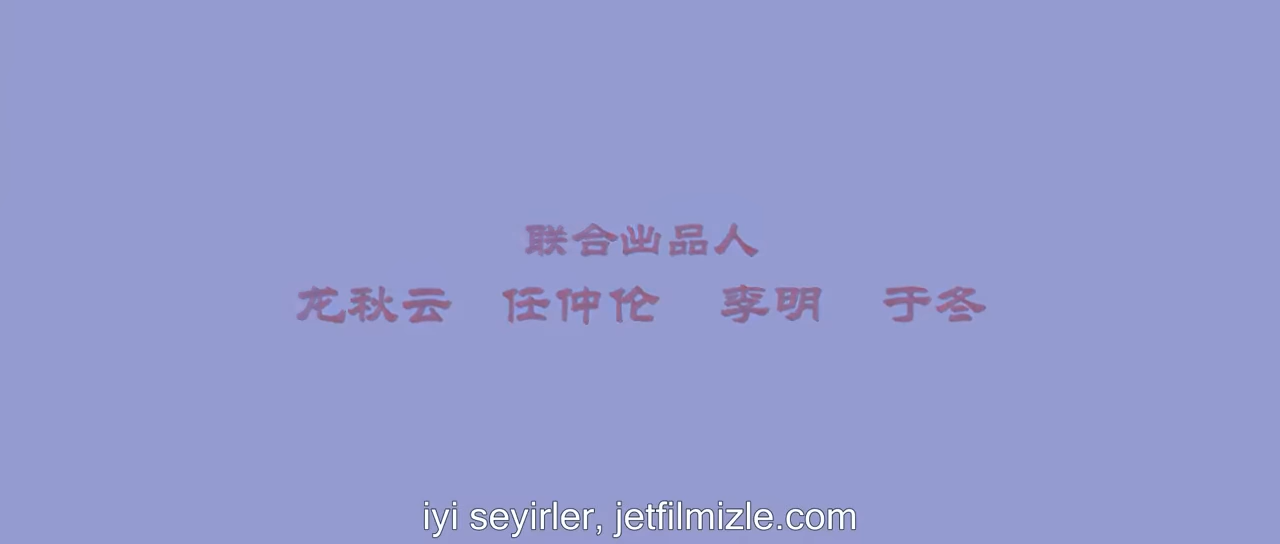 联合出品人
龙秋云 任仲伦 李明 于冬
iyi seyirler, jetfilmizle.com